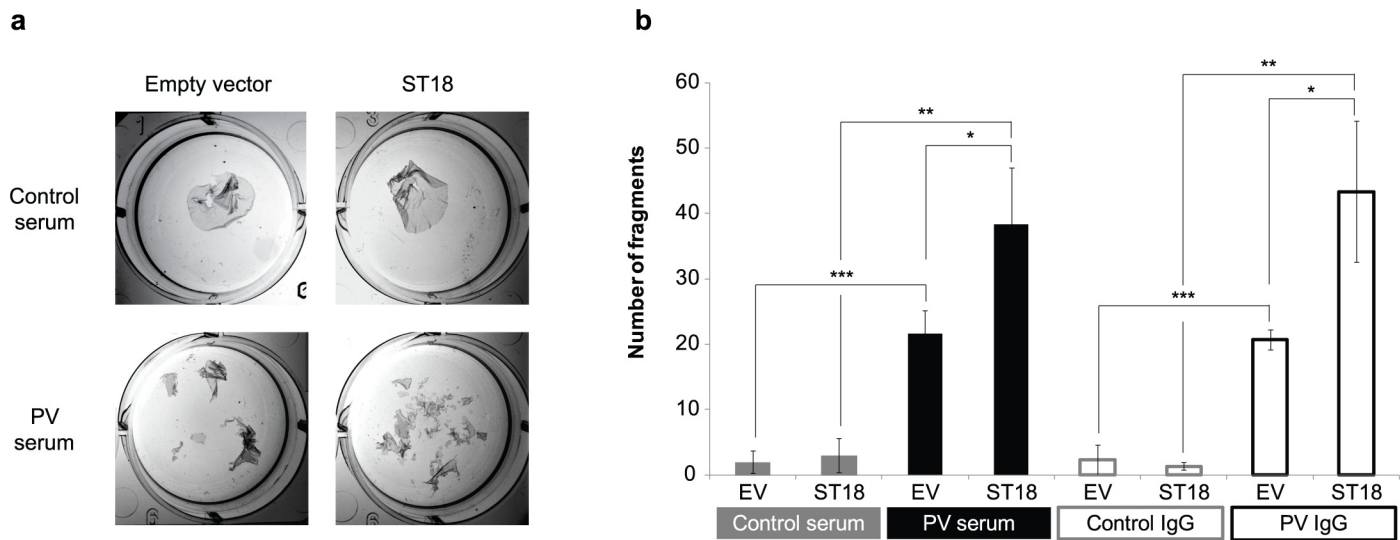 a
Empty vector
ST18
Control
serum
PV
serum
b
Number of fragments
60
50
40
30
20
10
0
**
*
***
**
*
***
EV
ST18
EV
ST18
EV
ST18
EV
ST18
Control serum
PV serum
Control IgG
PV IgG